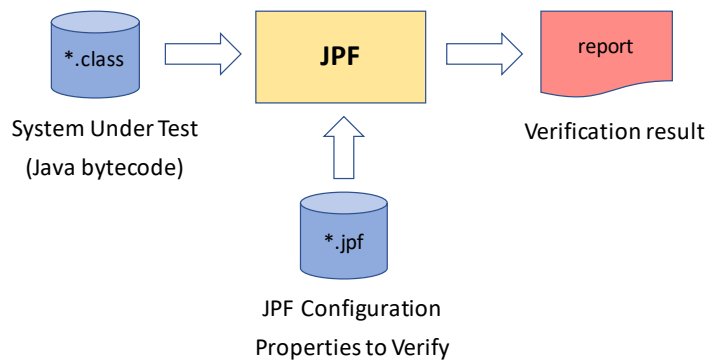 *.class
JPF
report
System Under Test
(Java bytecode)
Verification result
*.jpf
JPF Configuration
Properties to Verify